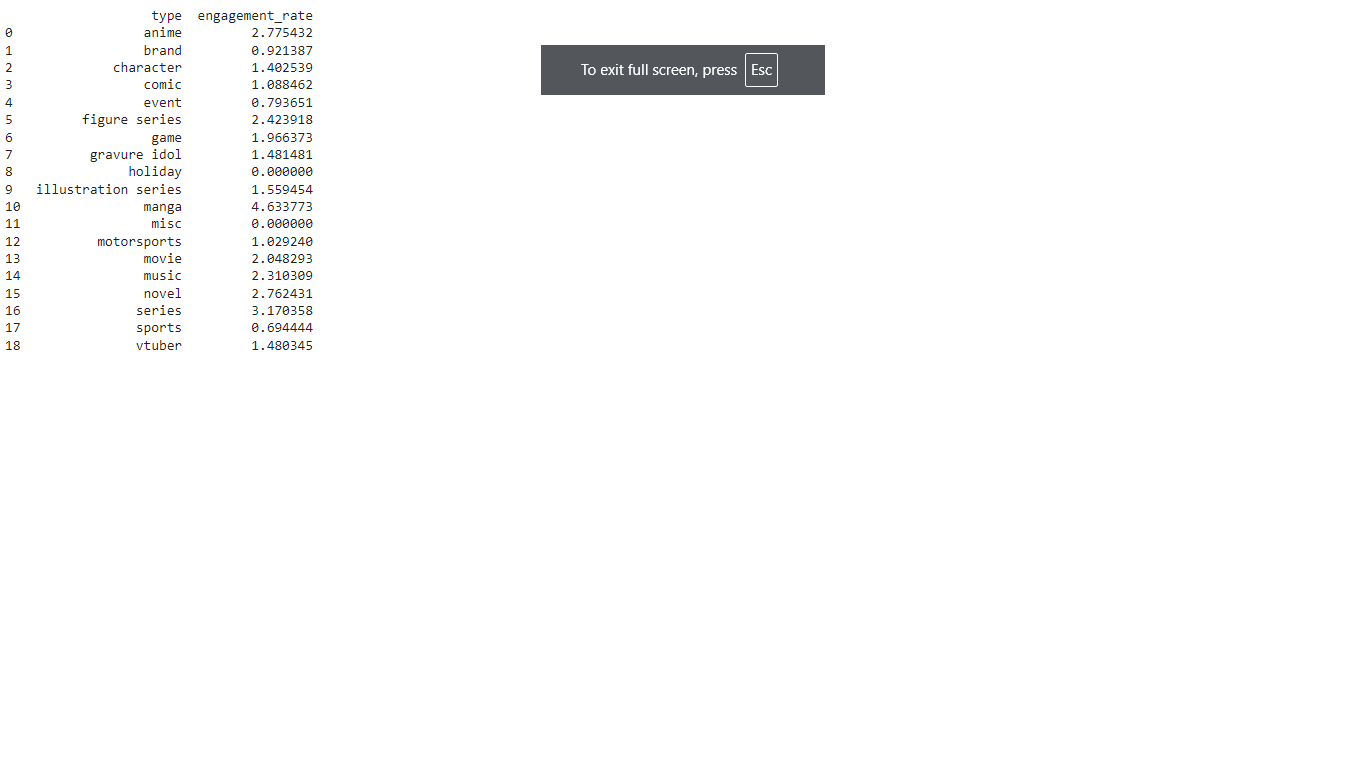 type engagement_rate
0 anime 2.775432
1 brand 0.921387
2 character 1.402539
3 comic 1.088462
4 event 0.793651
5 figure series 2.423918
6 game 1.966373
7 gravure idol 1.481481
8 holiday 0.000000
9 illustration series 1.559454
10 manga 4.633773
11 misc 0.000000
12 motorsports 1.029240
13 movie 2.048293
14 music 2.310309
15 novel 2.762431
16 series 3.170358
17 sports 0.694444
18 vtuber 1.480345
To exit full screen, press Esc